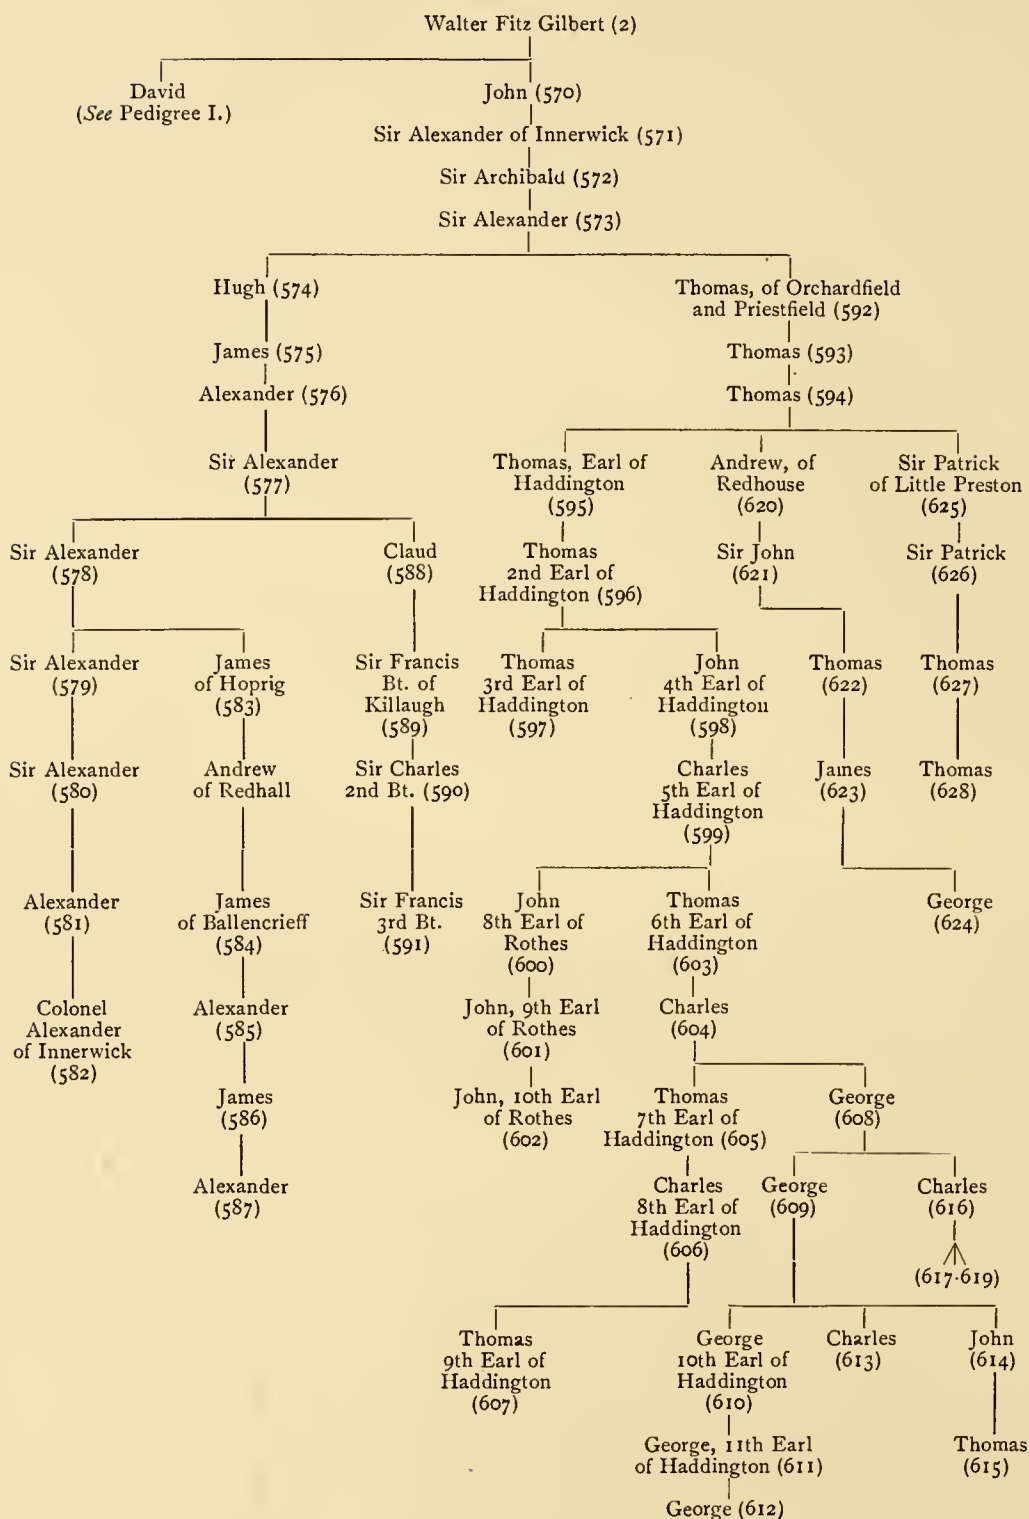 Walter Fitz Gilbert (2)
David
(See Pedigree I.)
John (570)
Sir Alexander of Innerwick (571)
Sir Archibald (572)
Sir Alexander (573)
Hugh (574)
James (575)
Alexander (576)
Sir Alexander
(577)
Thomas, of Orchardfield
and Priestfield (592)
Thomas (593)
Thomas (594)
Thomas, Earl of
Haddington
(595)
Andrew, of
Redhouse
(620)
Sir Patrick
of Little Preston
(625)
Sir Alexander
(578)
Claud
(588)
Thomas
2nd Earl of
Haddington (596)
Sir John
(621)
Sir Patrick
(626)
Sir Alexander
(579)
James
of Hoprig
(583)
Sir Francis
Bt. of
Killaugh
(589)
Thomas
3rd Earl of
Haddington
(597)
John
4th Earl of
Haddington
(598)
Thomas
(622)
Thomas
(627)
Sir Alexander
(580)
Andrew
of Redhall
Sir Charles
2nd Bt. (590)
Charles
5th Earl of
Haddington
(599)
James
(623)
Thomas
(628)
Alexander
(581)
James
of Ballencrieff
(584)
Sir Francis
3rd Bt.
(591)
John
8th Earl of
Rothes
(600)
Thomas
6th Earl of
Haddington
(603)
George
(624)
Colonel
Alexander
of Innerwick
(582)
Alexander
(585)
John, 9th Earl
of Rothes
(601)
Charles
(604)
James
(586)
John, 10th Earl
of Rothes
(602)
Thomas
7th Earl of
Haddington (605)
George
(608)
Alexander
(587)
Charles
8th Earl of
Haddington
(606)
George
(609)
Charles
(616)
(617-619)
Thomas
9th Earl of
Haddington
(607)
George
10th Earl of
Haddington
(610)
Charles
(613)
John
(614)
George, 11th Earl
of Haddington (611)
Thomas
(615)
George (612)